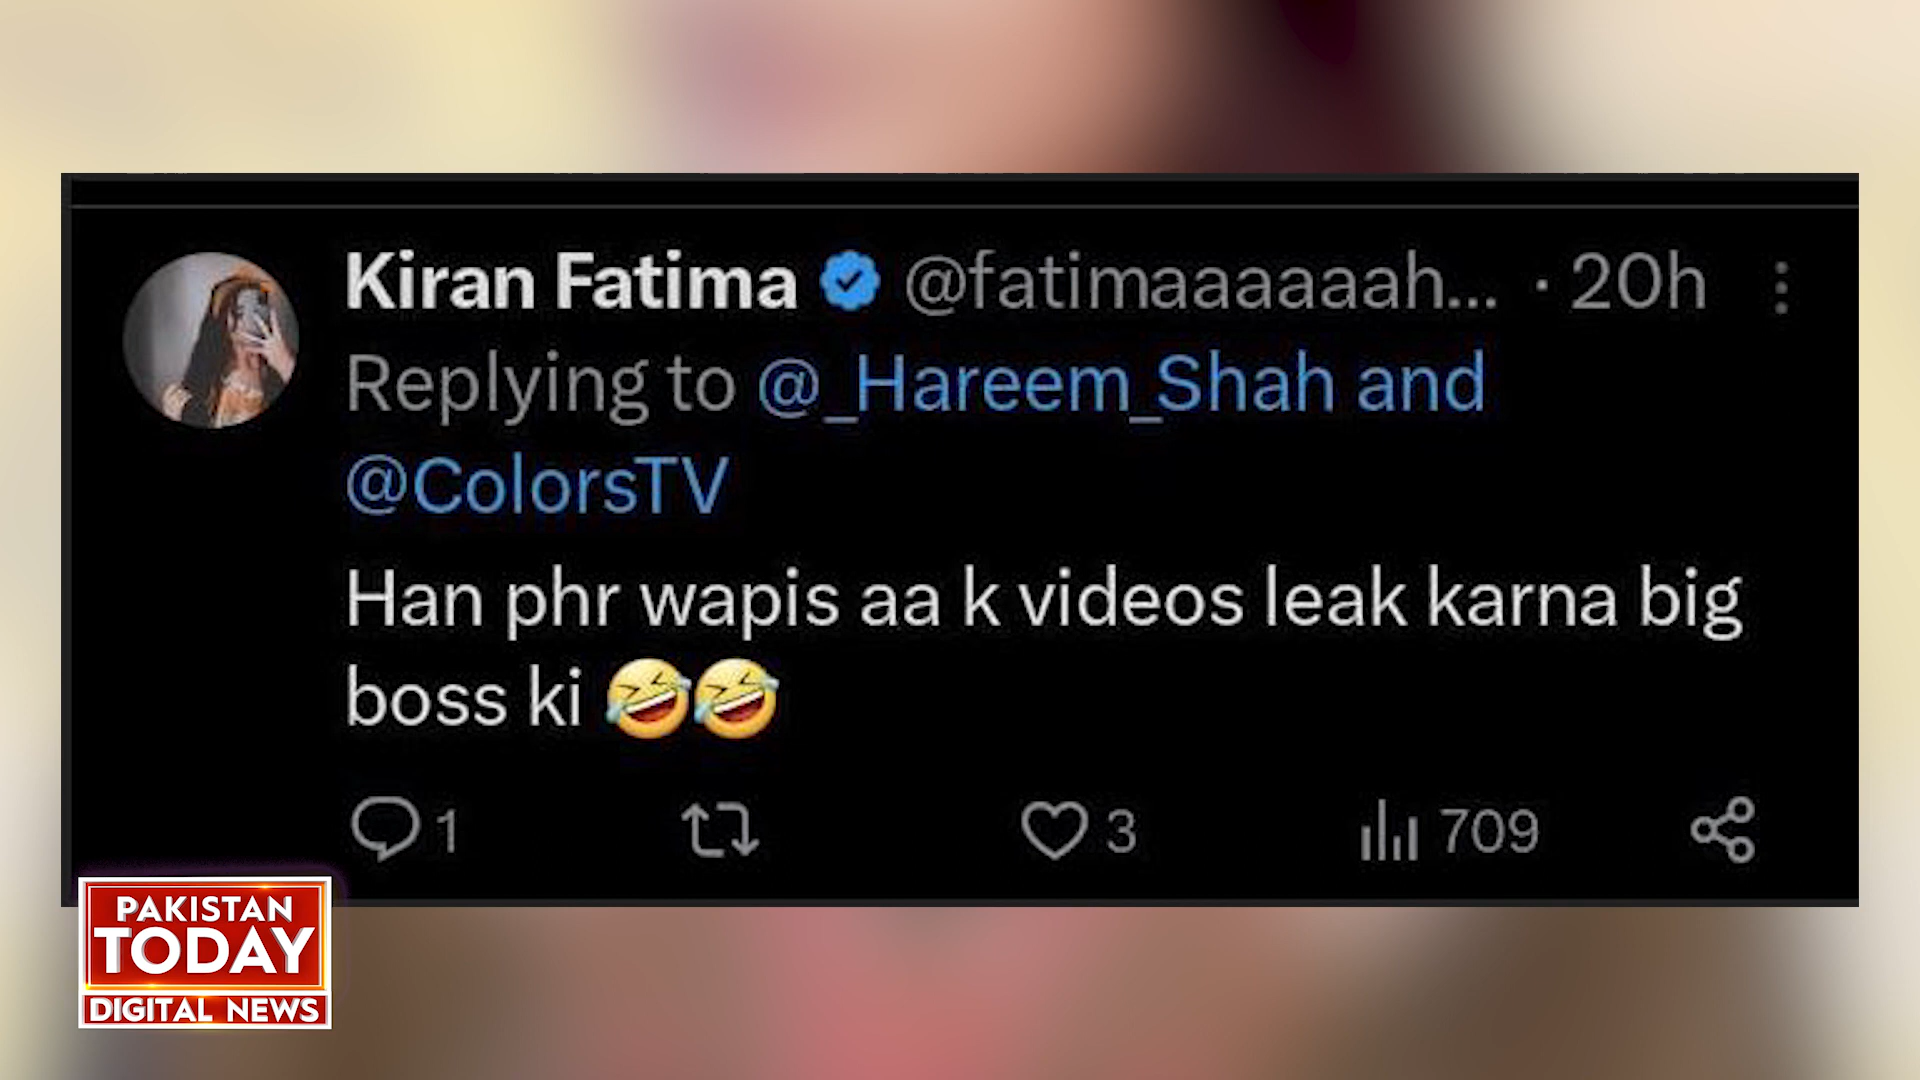 Kiran Fatima @fatimaaaaaah... · 20h
Replying to @_Hareem_Shah and
@ColorsTV
Han phr wapis aa k videos leak karna big
boss ki 🤣🤣
1 3 709
PAKISTAN
TODAY
DIGITAL NEWS